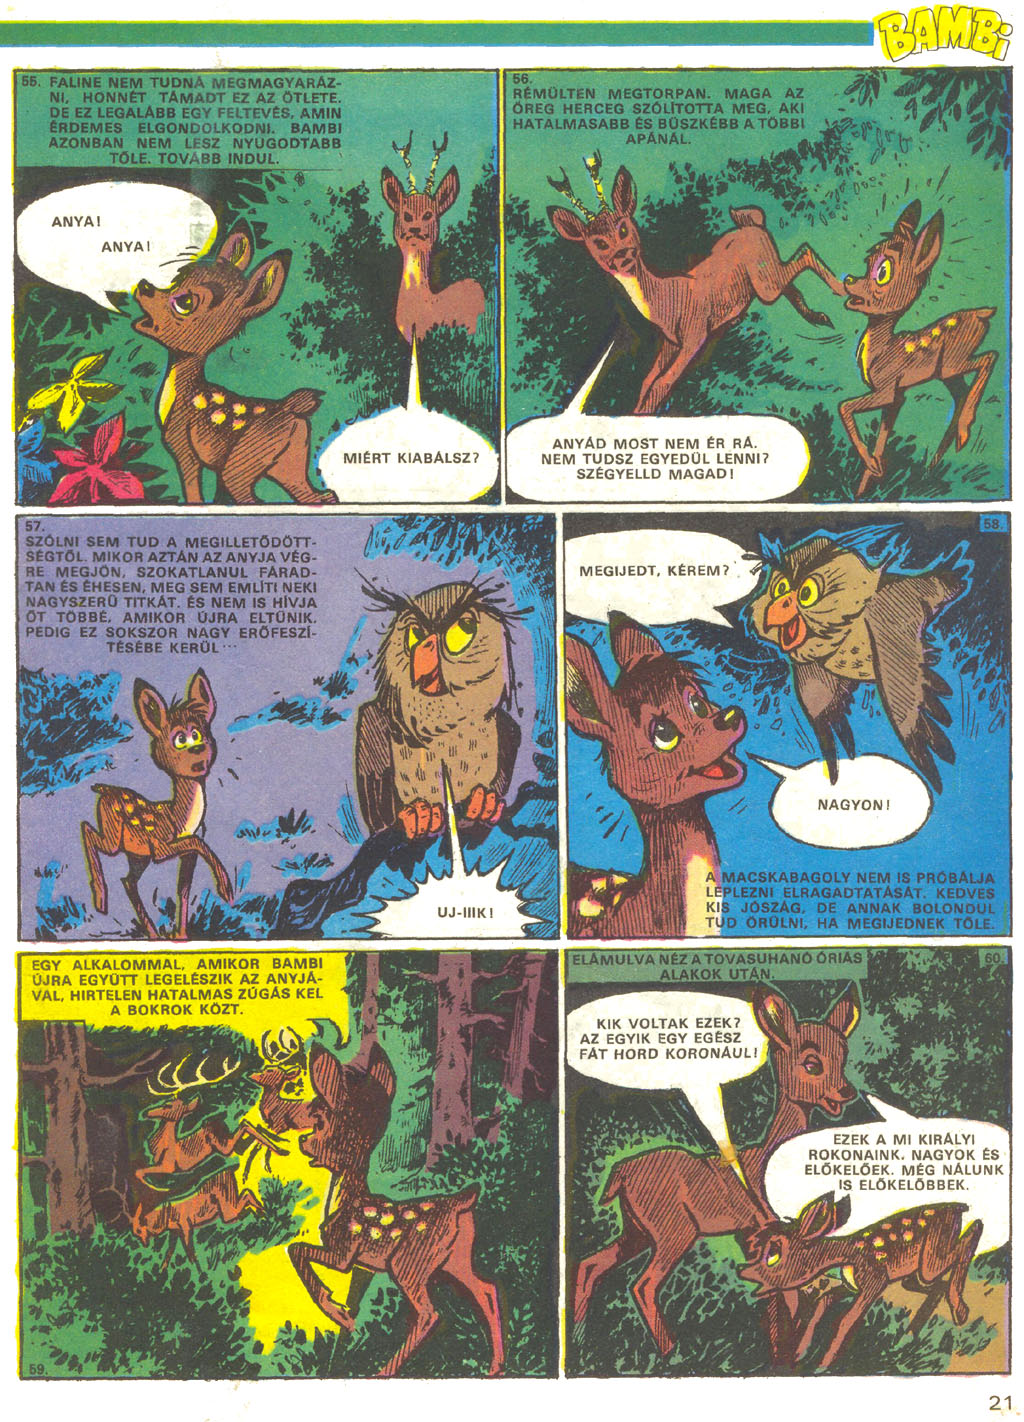 BAMBi
55. FALINE NEM TUDNÁ MEGMAGYARÁZ-
NI, HONNÉT TÁMADT EZ AZ ÖTLETE.
DE EZ LEGALÁBB EGY FELTEVÉS, AMIN
ÉRDEMES ELGONDOLKODNI. BAMBI
AZONBAN NEM LESZ NYUGODTABB
TŐLE. TOVÁBB INDUL.
ANYA!
ANYA!
MIÉRT KIABÁLSZ?
56.
RÉMÜLTEN MEGTORPAN. MAGA AZ
ÖREG HERCEG SZÓLÍTOTTA MEG, AKI
HATALMASABB ÉS BÜSZKÉBB A TÖBBI
APÁNÁL.
ANYÁD MOST NEM ÉR RÁ.
NEM TUDSZ EGYEDÜL LENNI?
SZÉGYELLD MAGAD!
57.
SZÓLNI SEM TUD A MEGILLETŐDÖTT-
SÉGTŐL. MIKOR AZTÁN AZ ANYJA VÉG-
RE MEGJÖN, SZOKATLANUL FÁRAD-
TAN ÉS ÉHESEN, MEG SEM EMLÍTI NEKI
NAGYSZERŰ TITKÁT. ÉS NEM IS HÍVJA
ŐT TÖBBÉ, AMIKOR ÚJRA ELTŰNIK.
PEDIG EZ SOKSZOR NAGY ERŐFESZÍ-
TÉSÉBE KERÜL...
UJ-IIIK!
58.
MEGIJEDT, KÉREM?
NAGYON!
A MACSKABAGOLY NEM IS PRÓBÁLJA
LEPLEZNI ELRAGADTATÁSÁT. KEDVES
KIS JÓSZÁG, DE ANNAK BOLONDUL
TUD ÖRÜLNI, HA MEGIJEDNEK TŐLE.
EGY ALKALOMMAL, AMIKOR BAMBI
ÚJRA EGYÜTT LEGELÉSZIK AZ ANYJÁ-
VAL, HIRTELEN HATALMAS ZÚGÁS KEL
A BOKROK KÖZT.
59.
ELÁMULVA NÉZ A TOVASUHANÓ ÓRIÁS
ALAKOK UTÁN.
60.
KIK VOLTAK EZEK?
AZ EGYIK EGY EGÉSZ
FÁT HORD KORONÁUL!
EZEK A MI KIRÁLYI
ROKONAINK. NAGYOK ÉS
ELŐKELŐEK. MÉG NÁLUNK
IS ELŐKELŐBBEK.
21